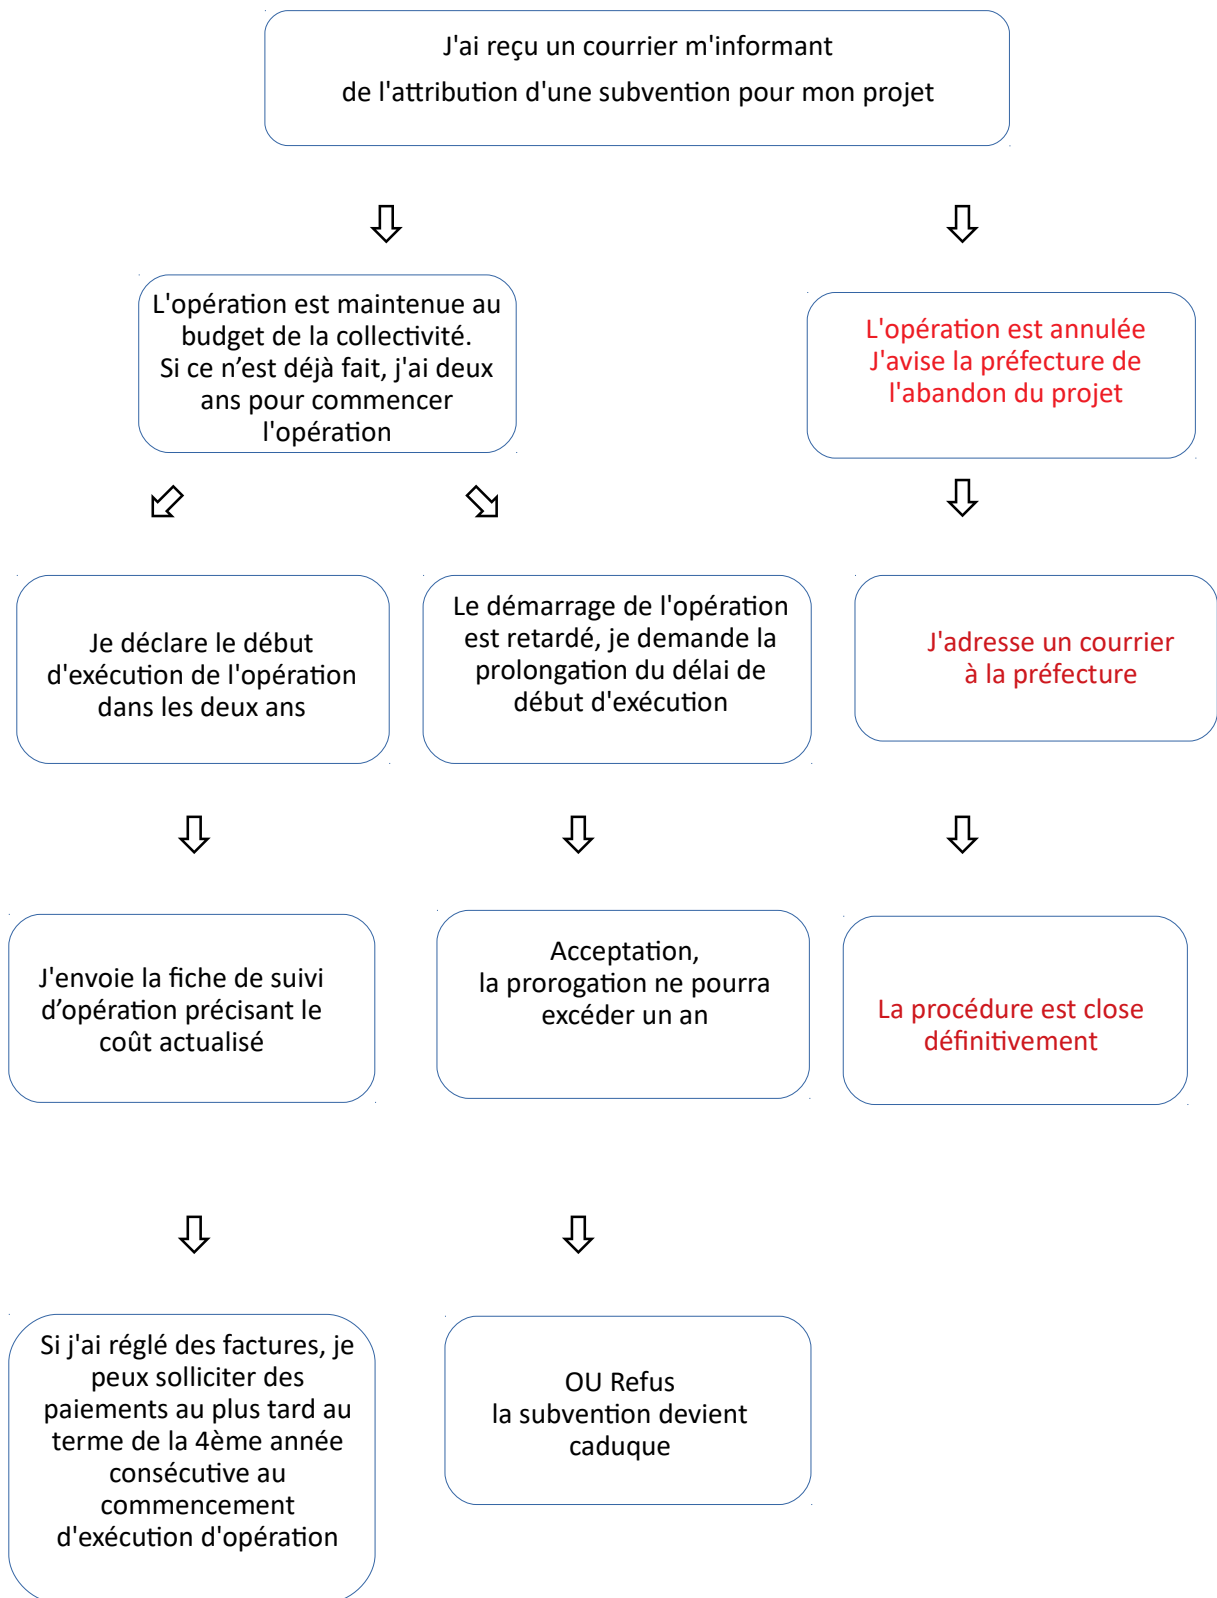 J'ai reçu un courrier m'informant
de l'attribution d'une subvention pour mon projet
L'opération est maintenue au
budget de la collectivité.
Si ce n’est déjà fait, j'ai deux
ans pour commencer
l'opération
L'opération est annulée
J'avise la préfecture de
l'abandon du projet
Je déclare le début
d'exécution de l'opération
dans les deux ans
Le démarrage de l'opération
est retardé, je demande la
prolongation du délai de
début d'exécution
J'adresse un courrier
à la préfecture
J'envoie la fiche de suivi
d’opération précisant le
coût actualisé
Acceptation,
la prorogation ne pourra
excéder un an
La procédure est close
définitivement
Si j'ai réglé des factures, je
peux solliciter des
paiements au plus tard au
terme de la 4ème année
consécutive au
commencement
d'exécution d'opération
OU Refus
la subvention devient
caduque